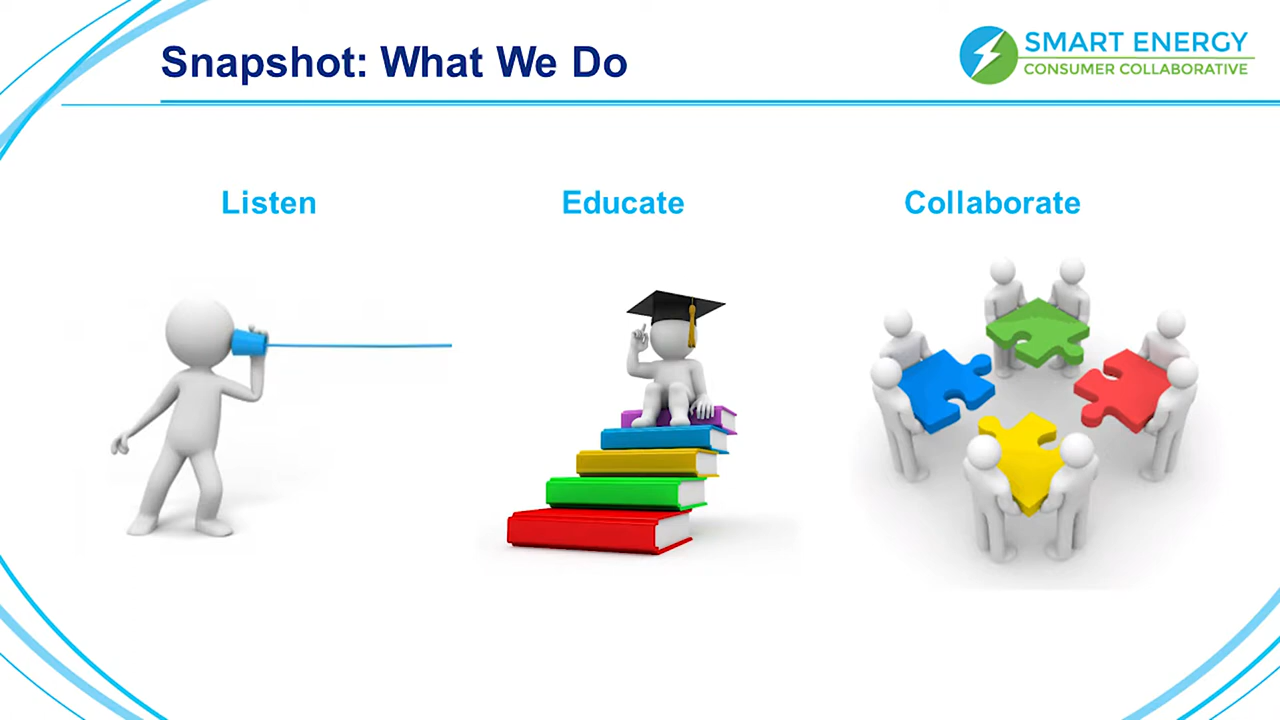 Snapshot: What We Do
SMART ENERGY
CONSUMER COLLABORATIVE
Listen
Educate
Collaborate